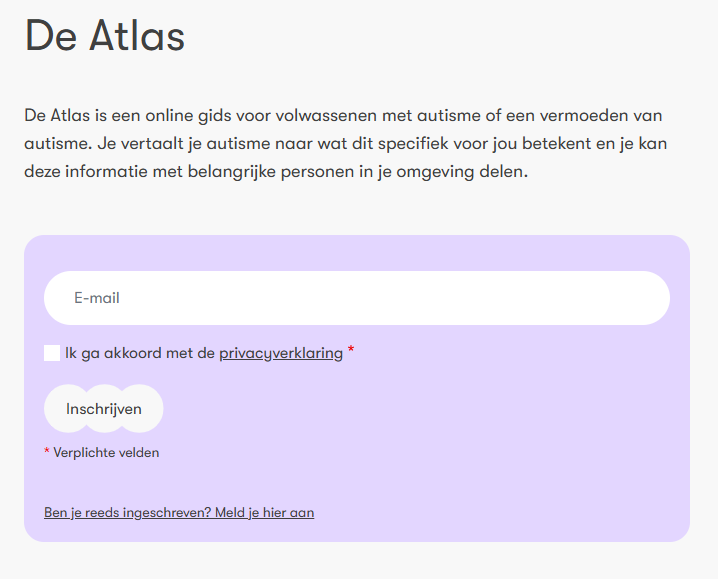 De Atlas
De Atlas is een online gids voor volwassenen met autisme of een vermoeden van
autisme. Je vertaalt je autisme naar wat dit specifiek voor jou betekent en je kan
deze informatie met belangrijke personen in je omgeving delen.
E-mail
Ik ga akkoord met de privacyverklaring *
Inschrijven
* Verplichte velden
Ben je reeds ingeschreven? Meld je hier aan